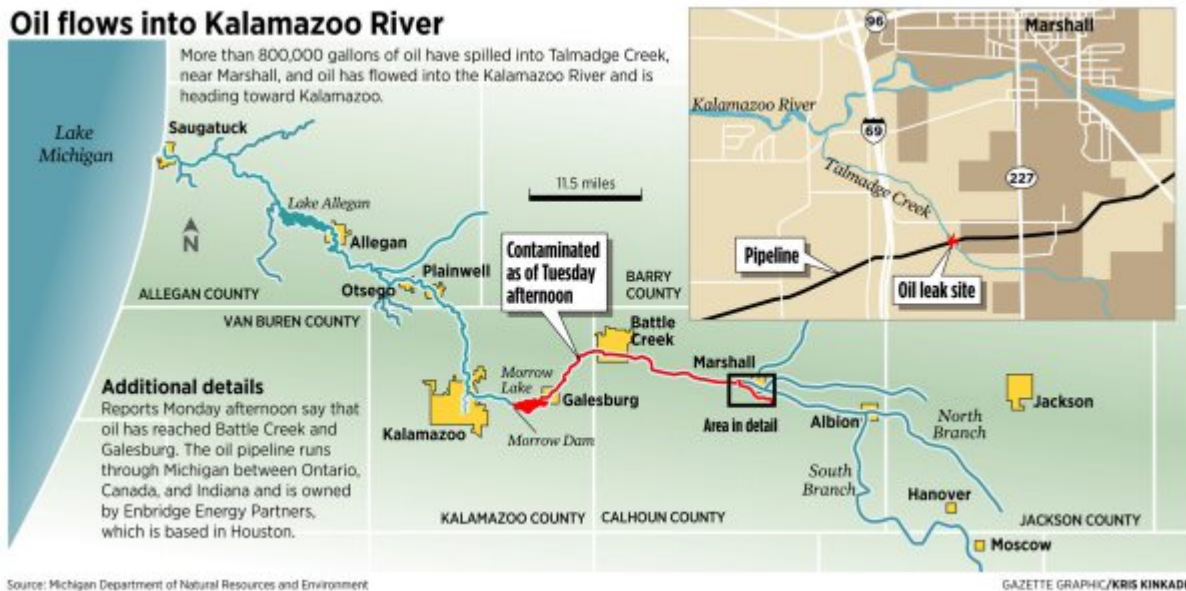 Oil flows into Kalamazoo River
More than 800,000 gallons of oil have spilled into Talmadge Creek,
near Marshall, and oil has flowed into the Kalamazoo River and is
heading toward Kalamazoo.
Lake
Michigan
Saugatuck
Lake Allegan
N
Allegan
Plainwell
Otsego
ALLEGAN COUNTY
VAN BUREN COUNTY
11.5 miles
Contaminated
as of Tuesday
afternoon
BARRY
COUNTY
Battle
Creek
Marshall
Morrow
Lake
Galesburg
Kalamazoo
Morrow Dam
Area in detail
Albion
North
Branch
Jackson
South
Branch
Hanover
Moscow
KALAMAZOO COUNTY
CALHOUN COUNTY
JACKSON COUNTY
96
Marshall
Kalamazoo River
69
Talmadge
Creek
227
Pipeline
Oil leak site
Additional details
Reports Monday afternoon say that
oil has reached Battle Creek and
Galesburg. The oil pipeline runs
through Michigan between Ontario,
Canada, and Indiana and is owned
by Enbridge Energy Partners,
which is based in Houston.
Source: Michigan Department of Natural Resources and Environment
GAZETTE GRAPHIC/KRIS KINKADE